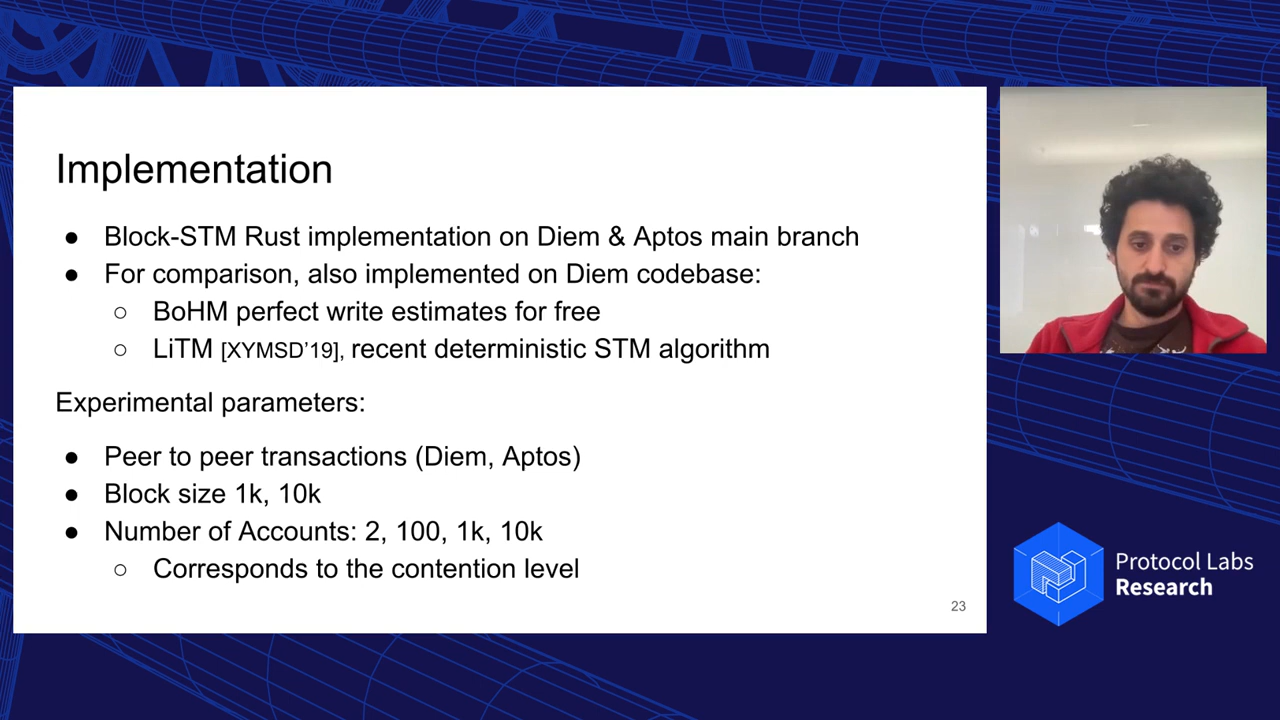 Implementation
● Block-STM Rust implementation on Diem & Aptos main branch
● For comparison, also implemented on Diem codebase:
○ BoHM perfect write estimates for free
○ LiTM [XYMSD’19], recent deterministic STM algorithm
Experimental parameters:
● Peer to peer transactions (Diem, Aptos)
● Block size 1k, 10k
● Number of Accounts: 2, 100, 1k, 10k
○ Corresponds to the contention level
23
Protocol Labs
Research